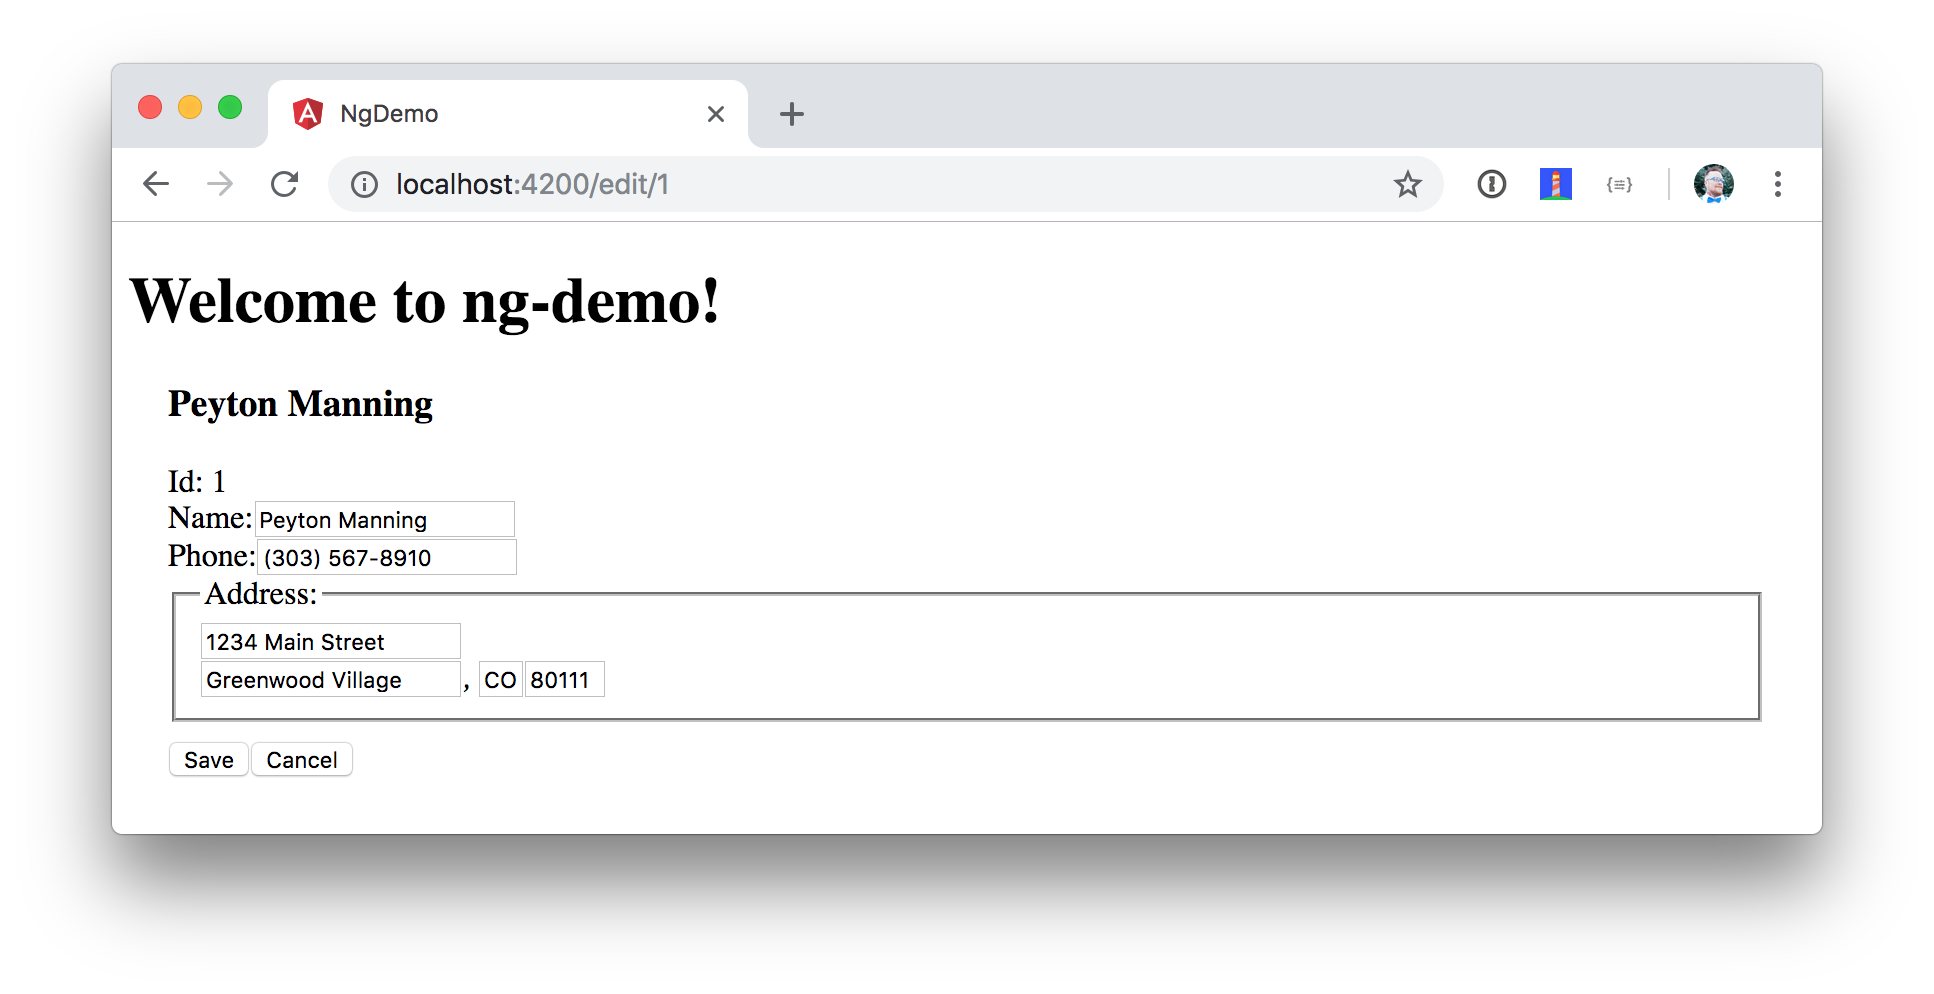 NgDemo
localhost:4200/edit/1
Welcome to ng-demo!
Peyton Manning
Id: 1
Name: Peyton Manning
Phone: (303) 567-8910
Address:
1234 Main Street
Greenwood Village , CO 80111
Save Cancel